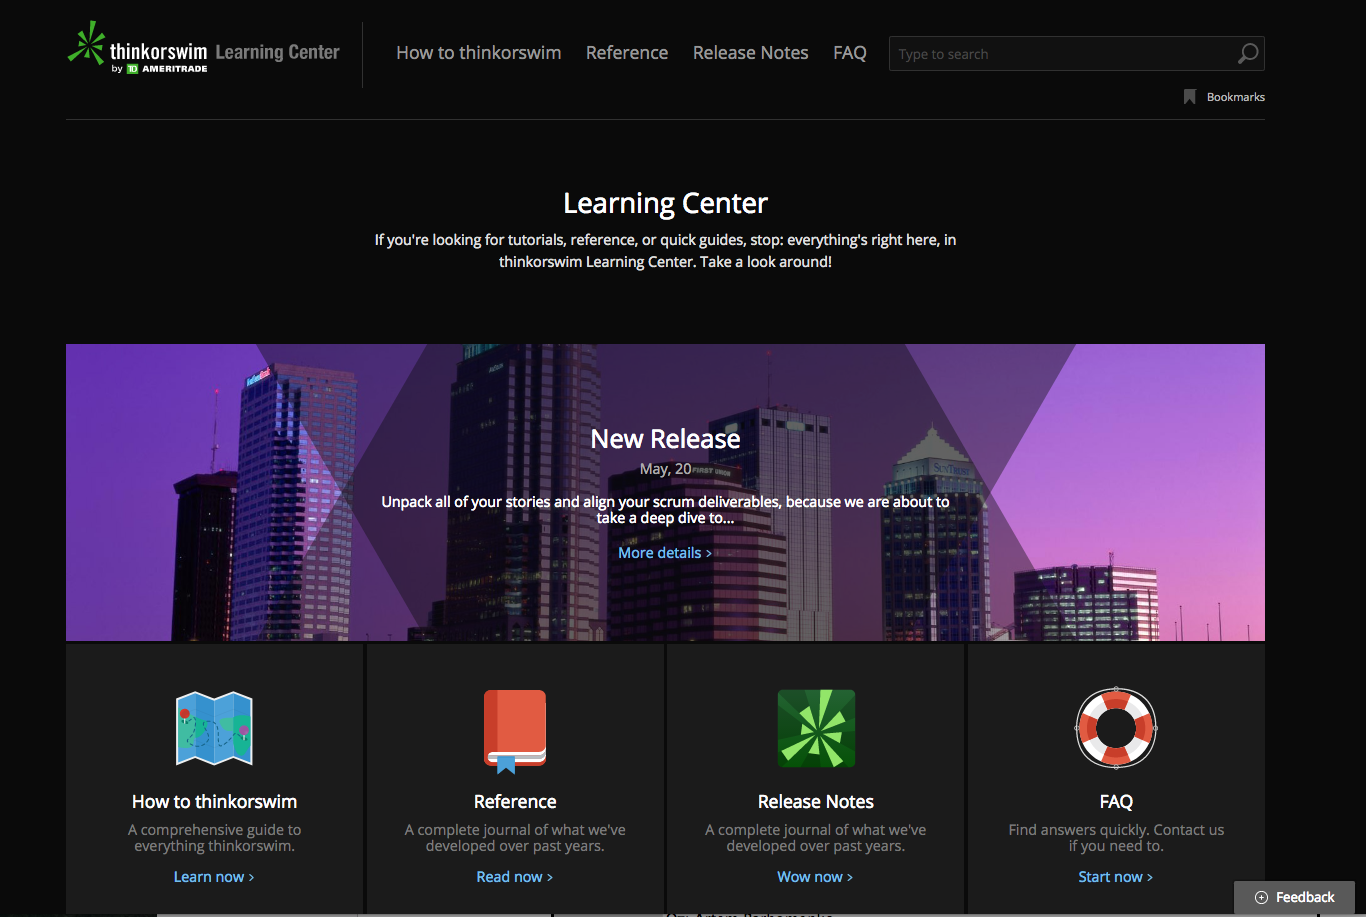 thinkorswim Learning Center
by TD AMERITRADE
How to thinkorswim
Reference
Release Notes
FAQ
Type to search
Bookmarks
Learning Center
If you're looking for tutorials, reference, or quick guides, stop: everything's right here, in
thinkorswim Learning Center. Take a look around!
New Release
May, 20
FIRST UNION
SUNTRUST
Unpack all of your stories and align your scrum deliverables, because we are about to
take a deep dive to...
More details >
How to thinkorswim
A comprehensive guide to
everything thinkorswim.
Learn now >
Reference
A complete journal of what we've
developed over past years.
Read now >
Release Notes
A complete journal of what we've
developed over past years.
Wow now >
FAQ
Find answers quickly. Contact us
if you need to.
Start now >
Feedback